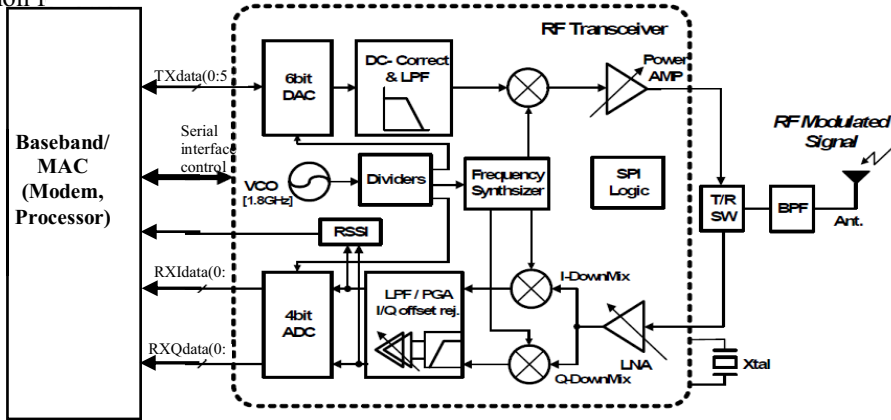 RF Transceiver
TXdata(0:5
6bit
DAC
DC- Correct
& LPF
Power
AMP
Baseband/
MAC
(Modem,
Processor)
Serial
interface
control
VCO
[1.8GHz]
Dividers
Frequency
Synthsizer
SPI
Logic
RF Modulated
Signal
T/R
SW
BPF
Ant.
RSSI
RXIdata(0:
4bit
ADC
LPF / PGA
I/Q offset rej.
I-DownMix
RXQdata(0:
Q-DownMix
LNA
Xtal